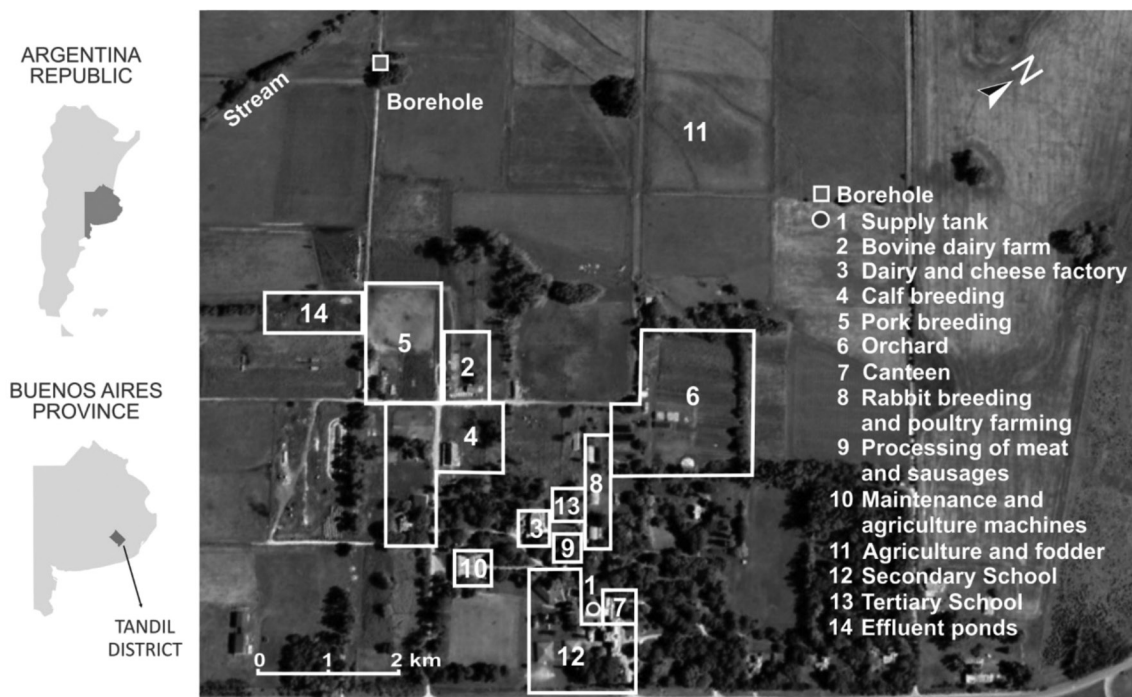 ARGENTINA
REPUBLIC
BUENOS AIRES
PROVINCE
TANDIL
DISTRICT
Stream
Borehole
N
11
14
5
2
6
4
8
13
3
9
10
1
7
12
0 1 2 km
Borehole
1 Supply tank
2 Bovine dairy farm
3 Dairy and cheese factory
4 Calf breeding
5 Pork breeding
6 Orchard
7 Canteen
8 Rabbit breeding
and poultry farming
9 Processing of meat
and sausages
10 Maintenance and
agriculture machines
11 Agriculture and fodder
12 Secondary School
13 Tertiary School
14 Effluent ponds